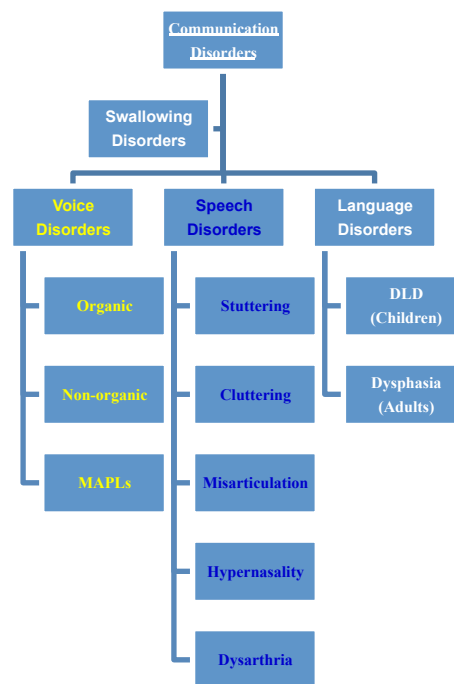 Communication
Disorders
Swallowing
Disorders
Voice
Disorders
Speech
Disorders
Language
Disorders
Organic
Stuttering
DLD
(Children)
Non-organic
Cluttering
Dysphasia
(Adults)
MAPLs
Misarticulation
Hypernasality
Dysarthria